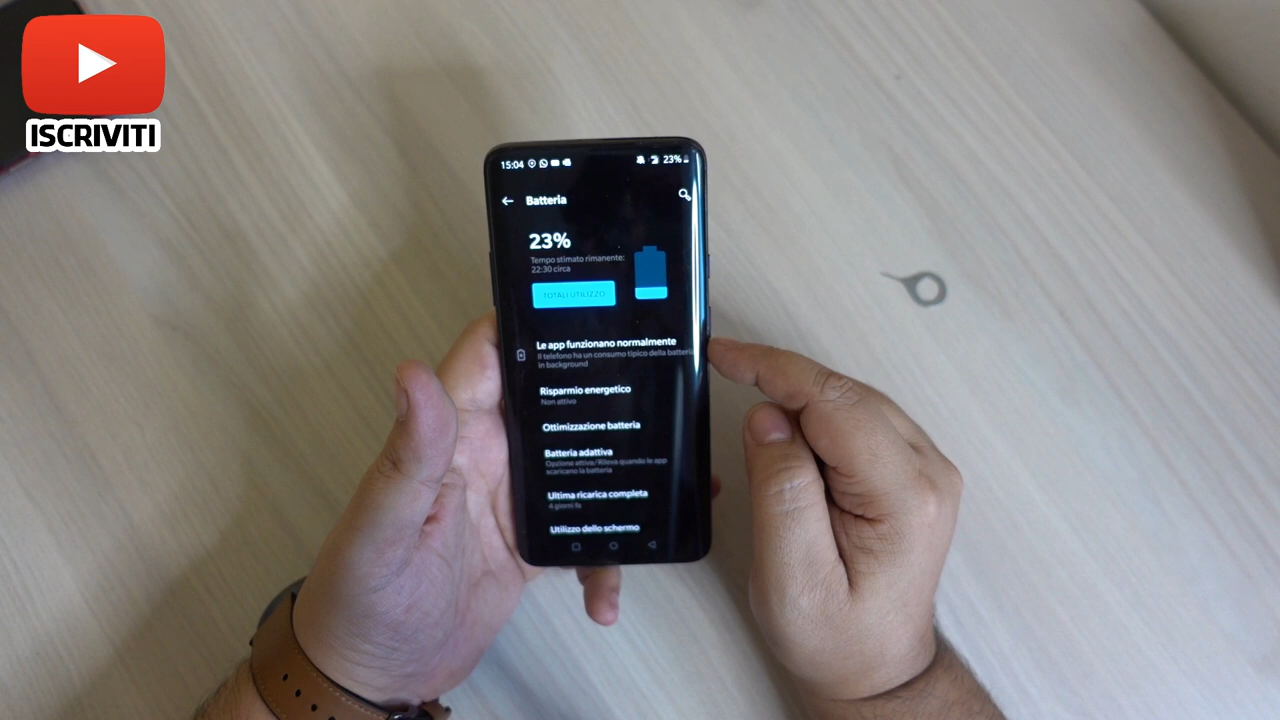 ISCRIVITI
15:04
23%
Batteria
23%
Tempo stimato rimanente:
22:30 circa
TOTALI UTILIZZO
Le app funzionano normalmente
Il telefono ha un consumo tipico della batteria
in background
Risparmio energetico
Non attivo
Ottimizzazione batteria
Batteria adattiva
Opzione attiva/Rileva quando le app
scaricano la batteria
Ultima ricarica completa
4 giorni fa
Utilizzo dello schermo